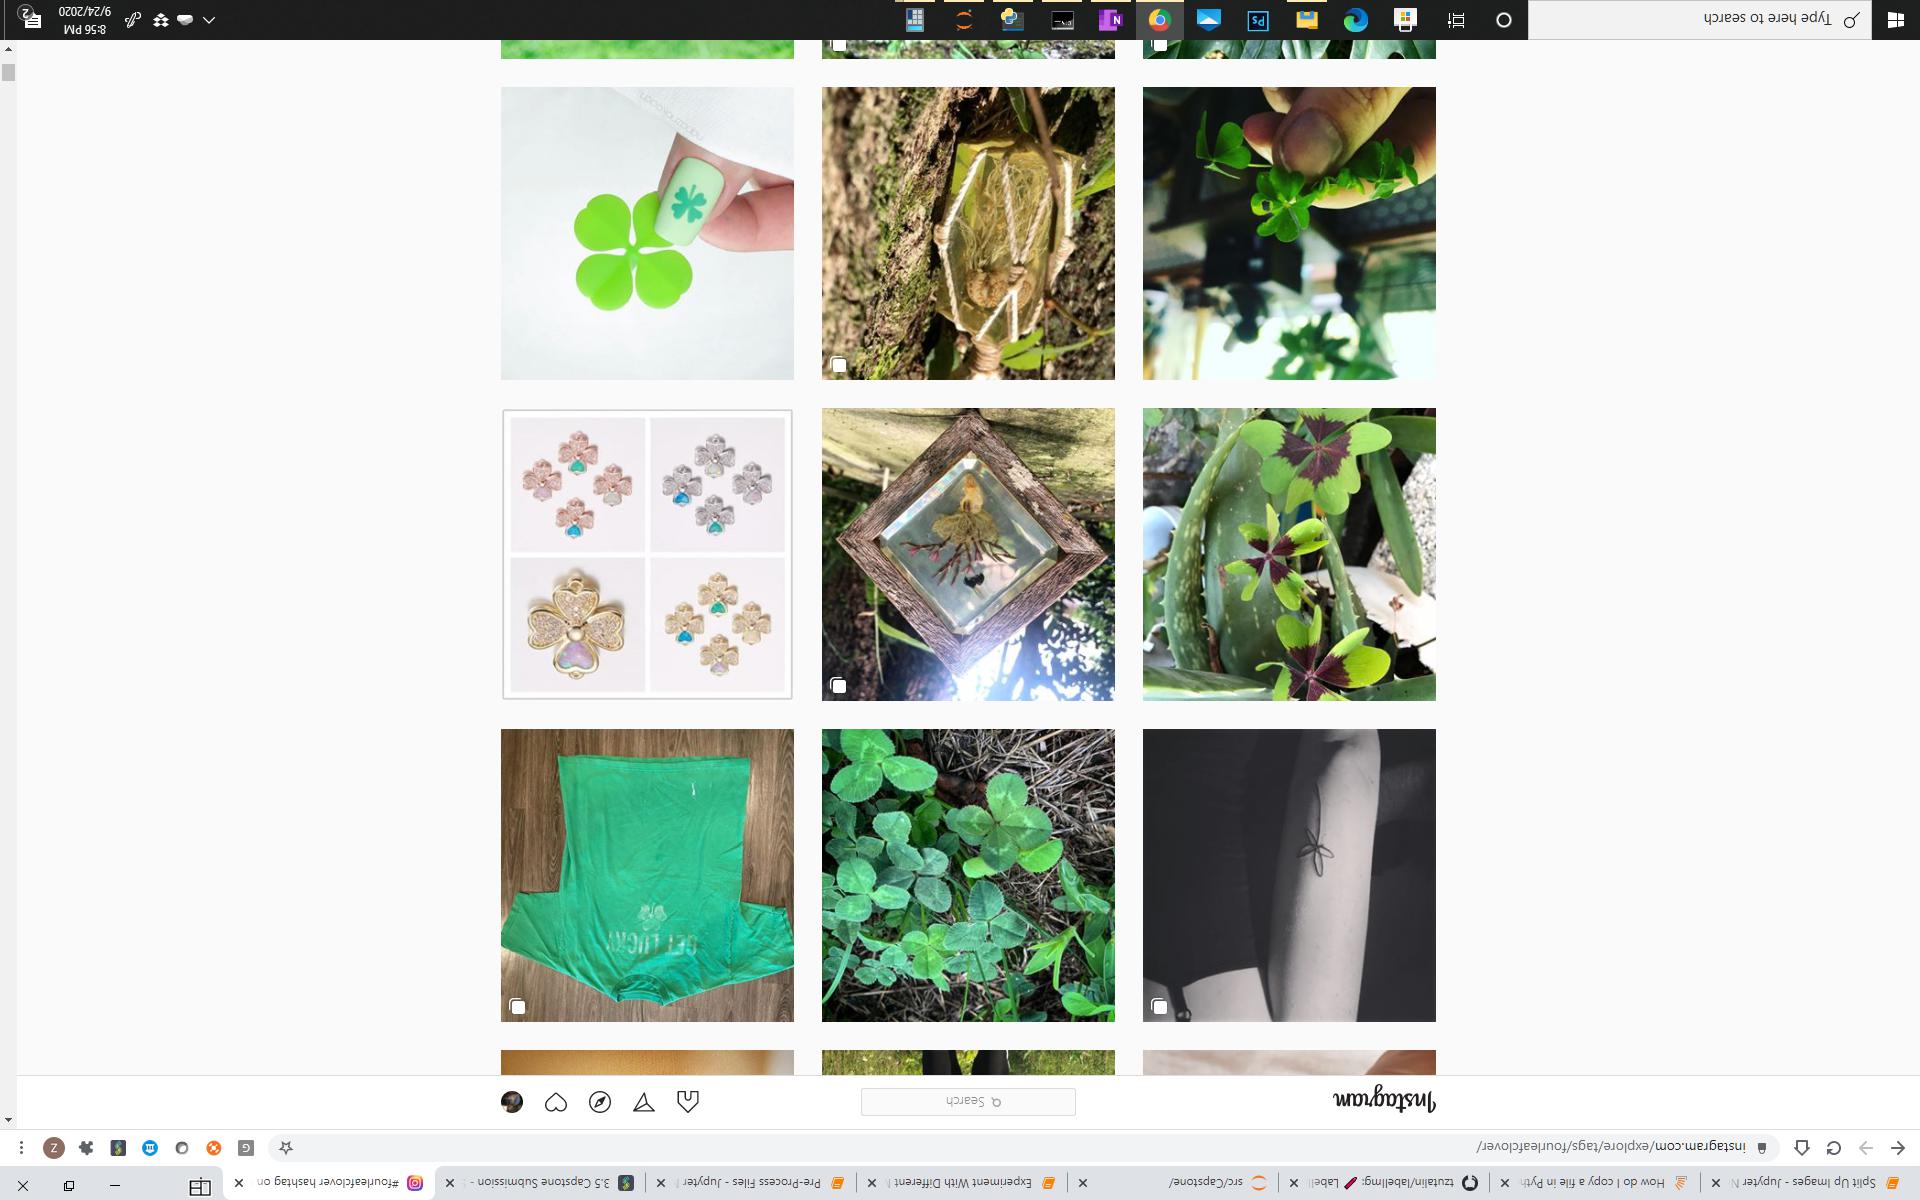 Split Up Images - Jupyter N
How do I copy a file in Pyth
tzutalin/labelImg: LabelI
src/Capstone/
Experiment With Different M
Pre-Process Files - Jupyter
3.5 Capstone Submission -
#fourleafclover hashtag on
instagram.com/explore/tags/fourleafclover/
Z
Instagram
Search
GET LUCKY
Type here to search
8:56 PM
9/24/2020
2